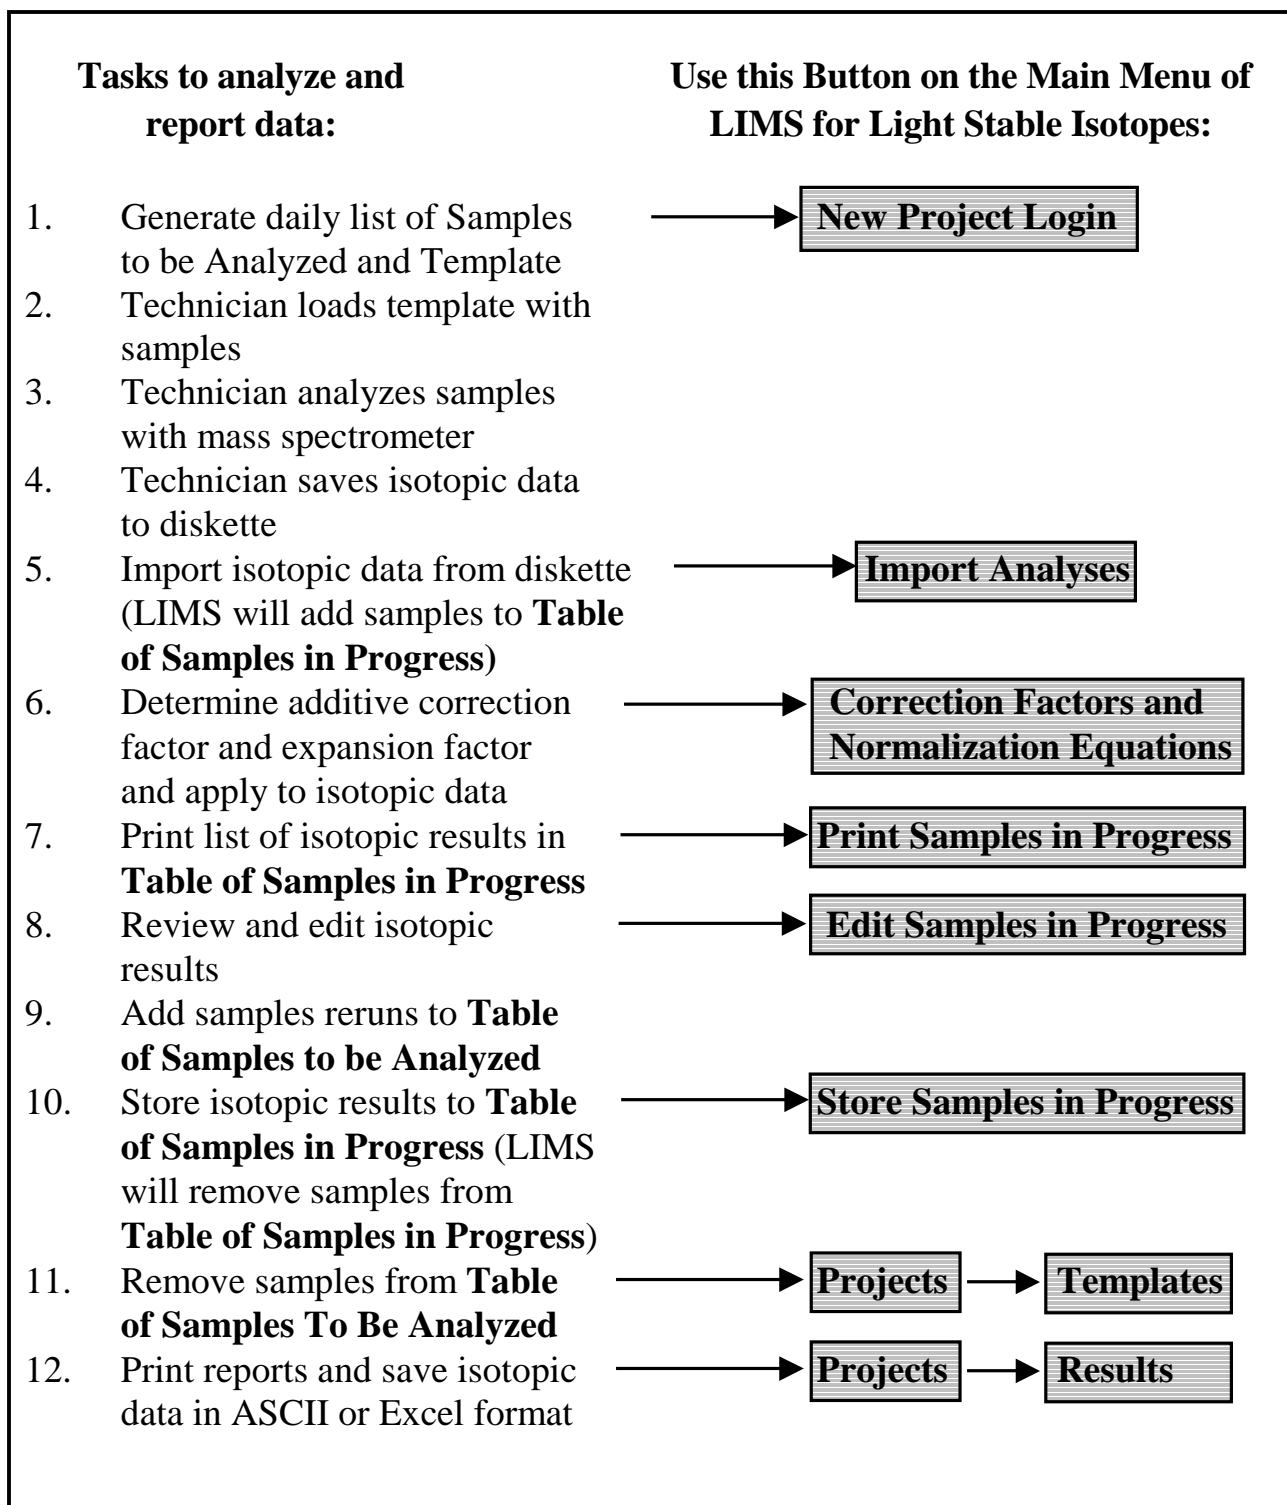 Tasks to analyze and
report data:
Use this Button on the Main Menu of
LIMS for Light Stable Isotopes:
1. Generate daily list of Samples
to be Analyzed and Template
New Project Login
2. Technician loads template with
samples
3. Technician analyzes samples
with mass spectrometer
4. Technician saves isotopic data
to diskette
5. Import isotopic data from diskette
(LIMS will add samples to Table
of Samples in Progress)
Import Analyses
6. Determine additive correction
factor and expansion factor
and apply to isotopic data
Correction Factors and
Normalization Equations
7. Print list of isotopic results in
Table of Samples in Progress
Print Samples in Progress
8. Review and edit isotopic
results
Edit Samples in Progress
9. Add samples reruns to Table
of Samples to be Analyzed
10. Store isotopic results to Table
of Samples in Progress (LIMS
will remove samples from
Table of Samples in Progress)
Store Samples in Progress
11. Remove samples from Table
of Samples To Be Analyzed
Projects
Templates
12. Print reports and save isotopic
data in ASCII or Excel format
Projects
Results